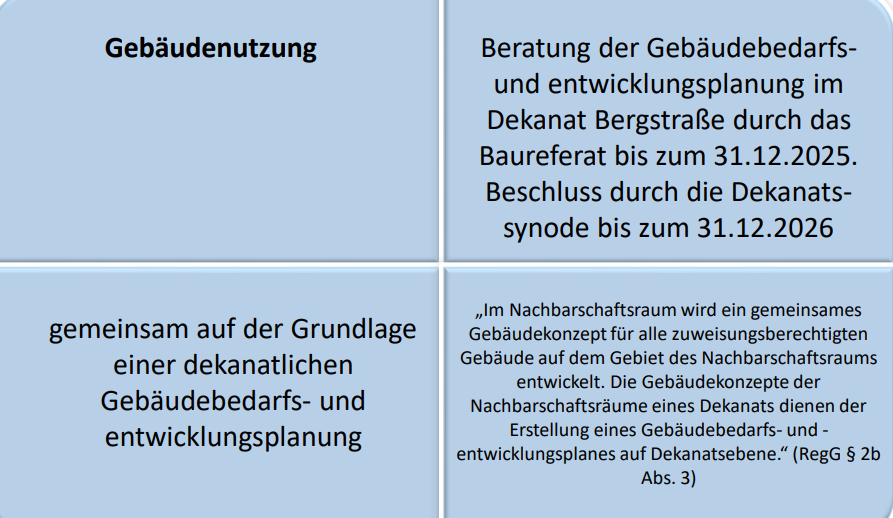 Gebäudenutzung
Beratung der Gebäudebedarfs-
und entwicklungsplanung im
Dekanat Bergstraße durch das
Baureferat bis zum 31.12.2025.
Beschluss durch die Dekanats-
synode bis zum 31.12.2026
gemeinsam auf der Grundlage
einer dekanatlichen
Gebäudebedarfs- und
entwicklungsplanung
„Im Nachbarschaftsraum wird ein gemeinsames
Gebäudekonzept für alle zuweisungsberechtigten
Gebäude auf dem Gebiet des Nachbarschaftsraums
entwickelt. Die Gebäudekonzepte der
Nachbarschaftsräume eines Dekanats dienen der
Erstellung eines Gebäudebedarfs- und -
entwicklungsplanes auf Dekanatsebene.“ (RegG § 2b
Abs. 3)